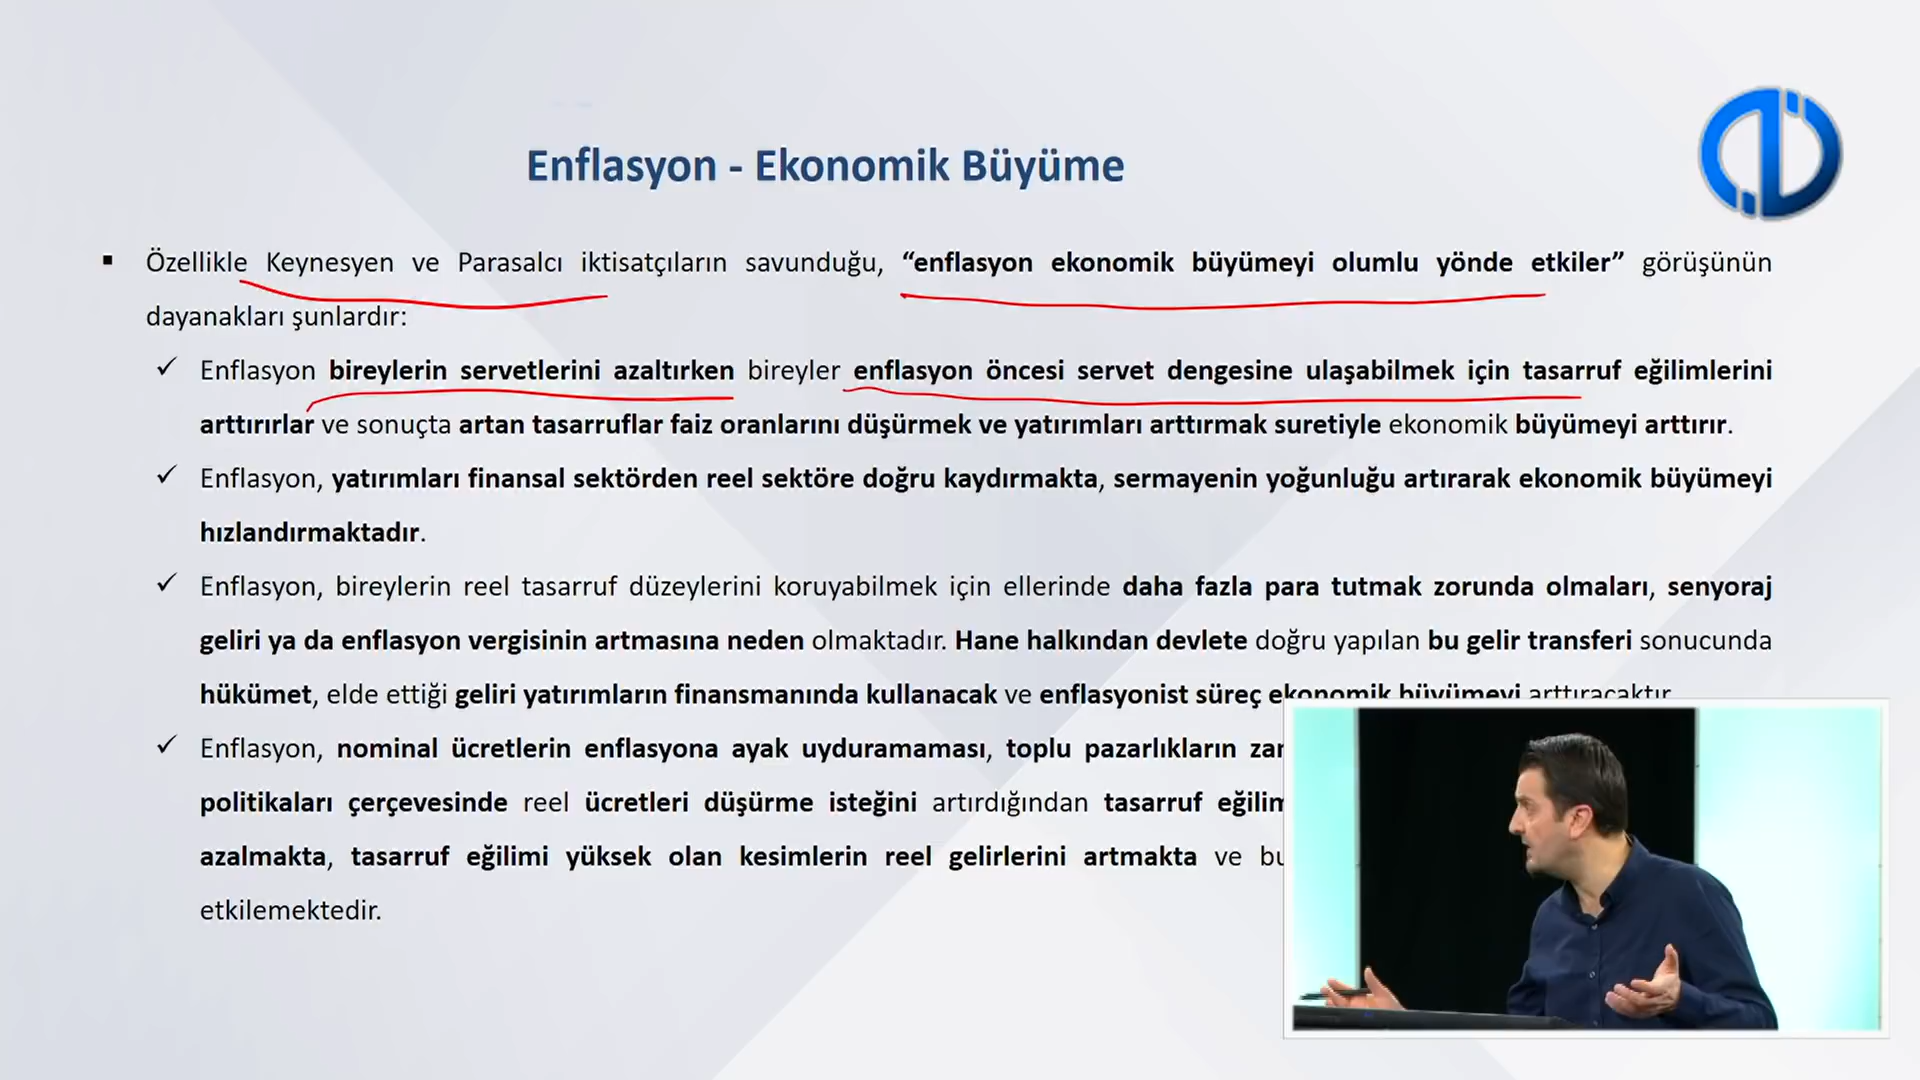 Enflasyon - Ekonomik Büyüme
▪ Özellikle Keynesyen ve Parasalcı iktisatçıların savunduğu, “enflasyon ekonomik büyümeyi olumlu yönde etkiler” görüşünün
dayanakları şunlardır:
✓ Enflasyon bireylerin servetlerini azaltırken bireyler enflasyon öncesi servet dengesine ulaşabilmek için tasarruf eğilimlerini
arttırırlar ve sonuçta artan tasarruflar faiz oranlarını düşürmek ve yatırımları arttırmak suretiyle ekonomik büyümeyi arttırır.
✓ Enflasyon, yatırımları finansal sektörden reel sektöre doğru kaydırmakta, sermayenin yoğunluğu artırarak ekonomik büyümeyi
hızlandırmaktadır.
✓ Enflasyon, bireylerin reel tasarruf düzeylerini koruyabilmek için ellerinde daha fazla para tutmak zorunda olmaları, senyoraj
geliri ya da enflasyon vergisinin artmasına neden olmaktadır. Hane halkından devlete doğru yapılan bu gelir transferi sonucunda
hükümet, elde ettiği geliri yatırımların finansmanında kullanacak ve enflasyonist süreç ekonomik büyümeyi arttıracaktır.
✓ Enflasyon, nominal ücretlerin enflasyona ayak uyduramaması, toplu pazarlıkların
politikaları çerçevesinde reel ücretleri düşürme isteğini artırdığından tasarruf
azalmakta, tasarruf eğilimi yüksek olan kesimlerin reel gelirlerini artmakta ve
etkilemektedir.